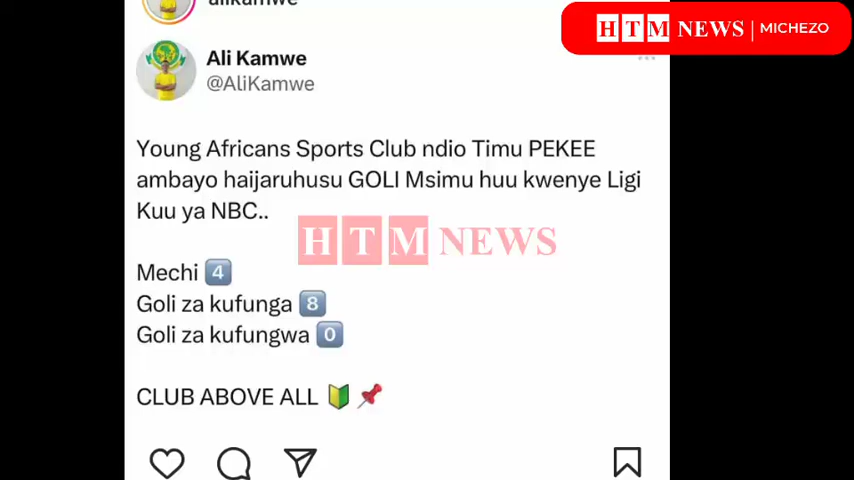 alikamwe
HTM NEWS | MICHEZO
Ali Kamwe
@AliKamwe
Young Africans Sports Club ndio Timu PEKEE
ambayo haijaruhusu GOLI Msimu huu kwenye Ligi
Kuu ya NBC..
HTM NEWS
Mechi 4️⃣
Goli za kufunga 8️⃣
Goli za kufungwa 0️⃣
CLUB ABOVE ALL 🔰📌